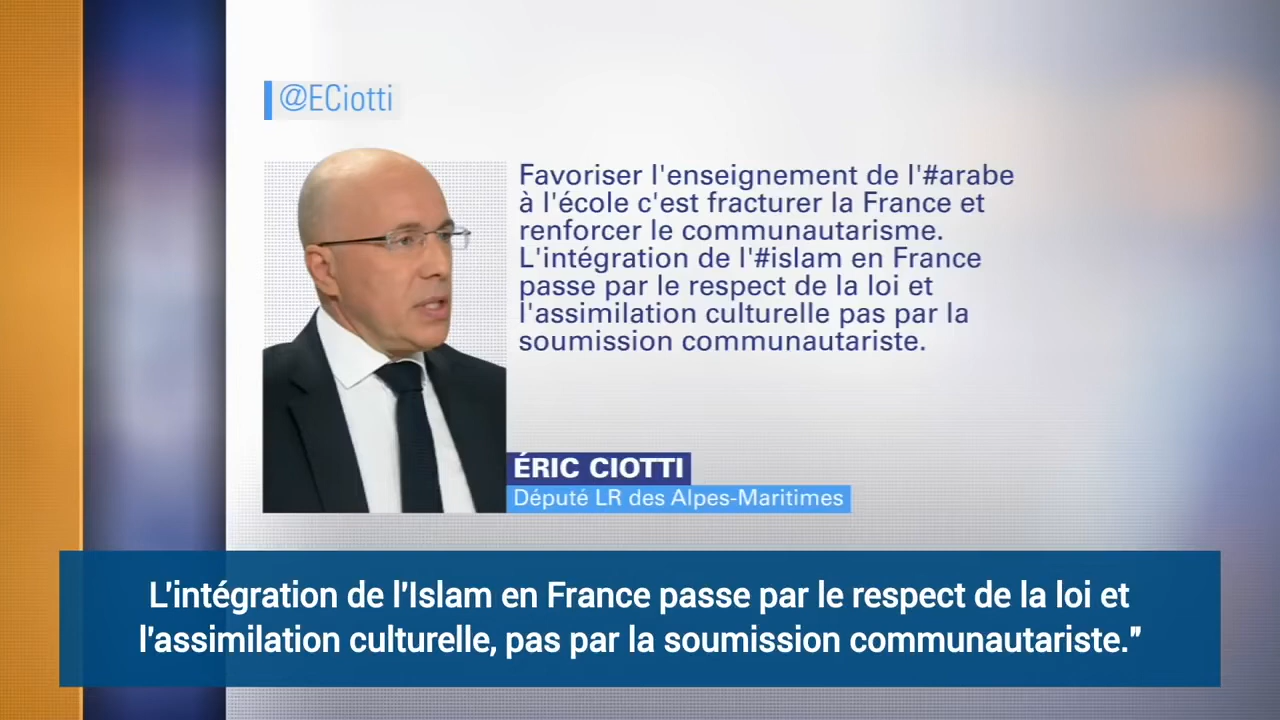 @ECiotti
Favoriser l'enseignement de l'#arabe
à l'école c'est fracturer la France et
renforcer le communautarisme.
L'intégration de l'#islam en France
passe par le respect de la loi et
l'assimilation culturelle pas par la
soumission communautariste.
ÉRIC CIOTTI
Député LR des Alpes-Maritimes
L'intégration de l'Islam en France passe par le respect de la loi et
l'assimilation culturelle, pas par la soumission communautariste."